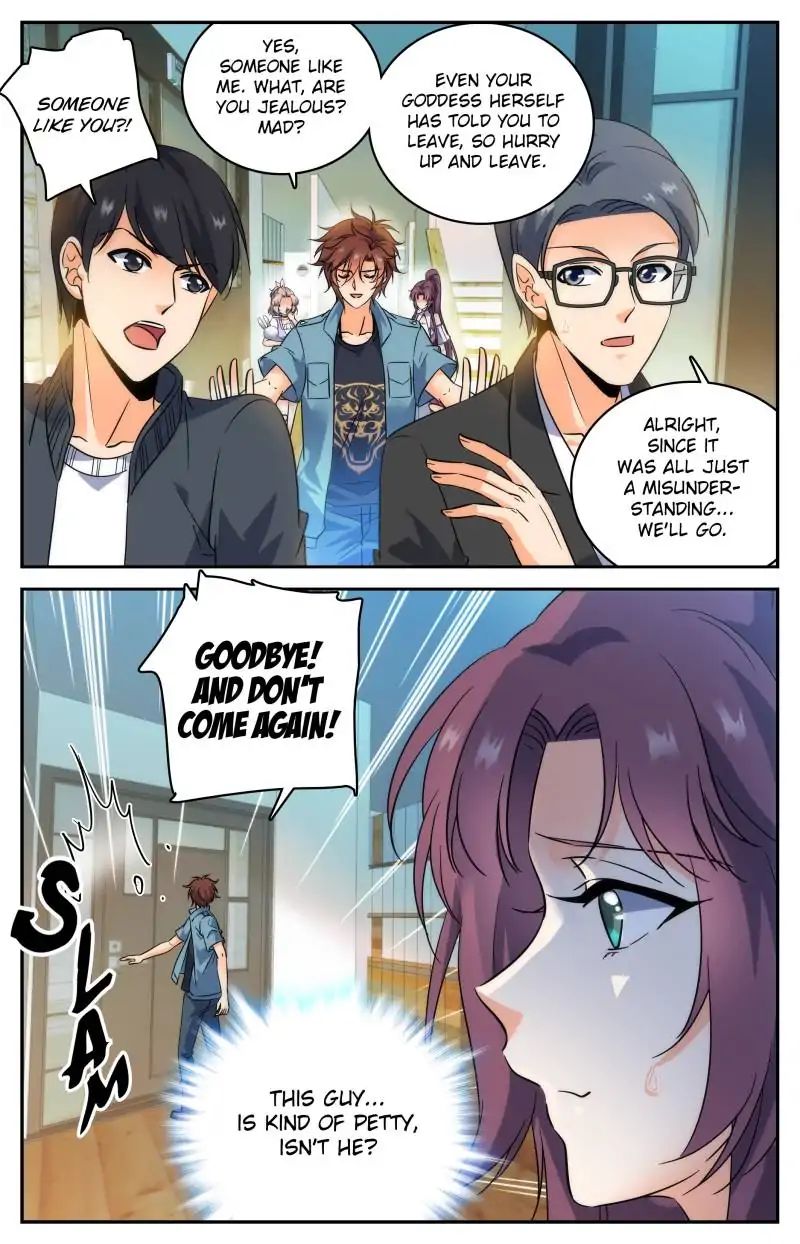 SOMEONE
LIKE YOU?!
YES,
SOMEONE LIKE
ME. WHAT, ARE
YOU JEALOUS?
MAD?
EVEN YOUR
GODDESS HERSELF
HAS TOLD YOU TO
LEAVE, SO HURRY
UP AND LEAVE.
ALRIGHT,
SINCE IT
WAS ALL JUST
A MISUNDER-
STANDING...
WE'LL GO.
GOODBYE!
AND DON'T
COME AGAIN!
SLAM
THIS GUY...
IS KIND OF PETTY,
ISN'T HE?